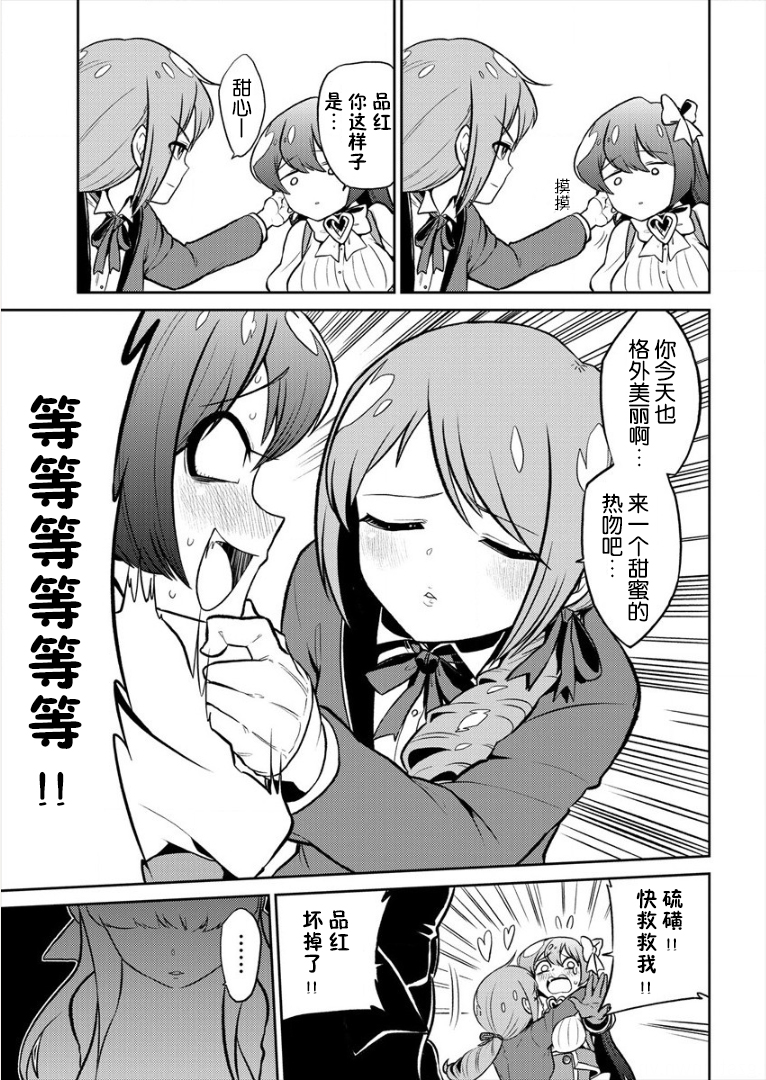 摸
摸
品红
你这样子
是…
甜心—
你今天也
格外美丽啊…
来一个甜蜜的
热吻吧…
等等等等等等!!
硫磺!!
快救救我!!
品红
坏掉了!!
……